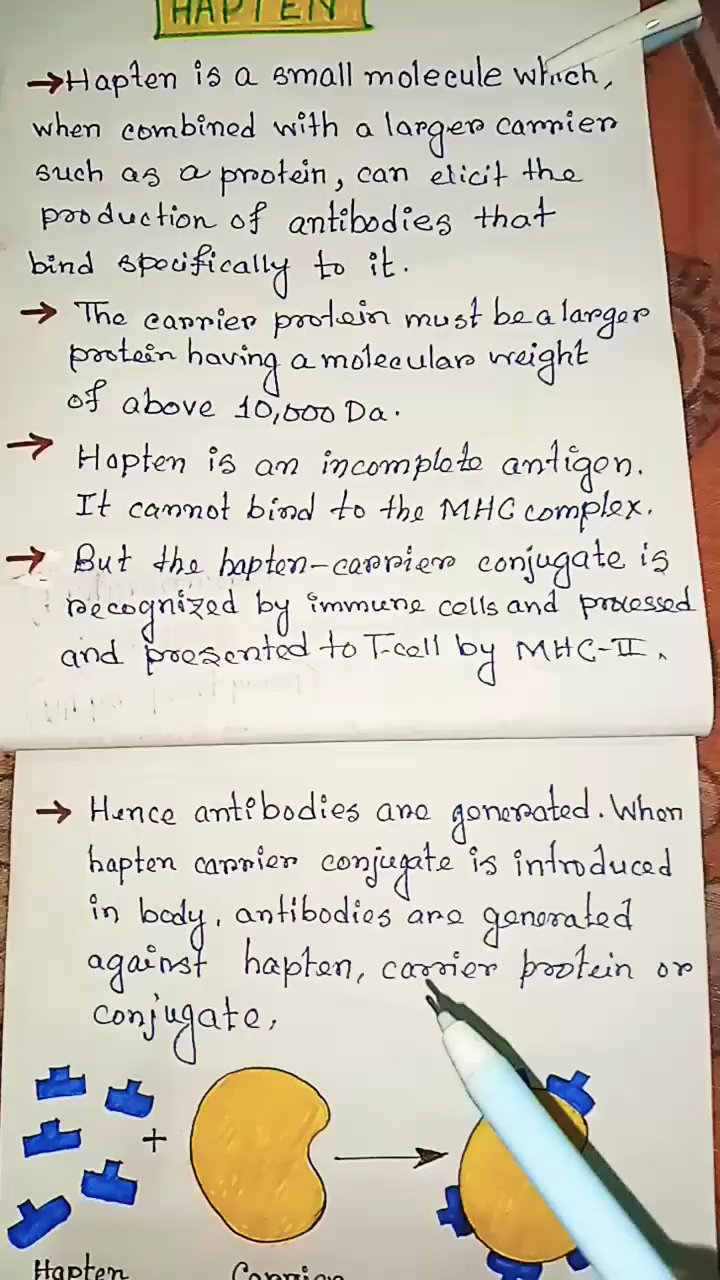 HAPTEN
→Hapten is a small molecule which,
when combined with a larger carrier
such as a protein, can elicit the
production of antibodies that
bind specifically to it.
→ The carrier protein must be a larger
protein having a molecular weight
of above 10,000 Da.
→ Hapten is an incomplete antigen.
It cannot bind to the MHC complex.
→ But the hapten-carrier conjugate is
recognized by immune cells and processed
and presented to T-cell by MHC-II.
→ Hence antibodies are generated. When
hapten carrier conjugate is introduced
in body, antibodies are generated
against hapten, carrier protein or
conjugate.
+
Hapten Carrier